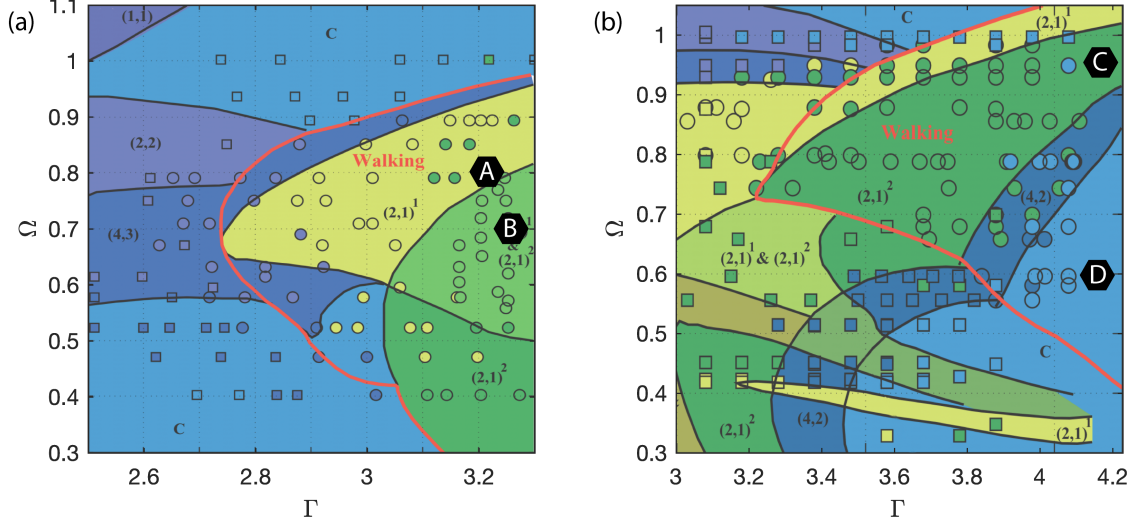 (a)
1.1
1
0.9
0.8
0.7
0.6
0.5
0.4
0.3
Ω
2.6
2.8
3
3.2
Γ
(1,1)
C
(2,2)
Walking
A
(4,3)
(2,1)¹
B
&
(2,1)²
(2,1)²
C
(b)
1
0.9
0.8
0.7
0.6
0.5
0.4
0.3
Ω
3
3.2
3.4
3.6
3.8
4
4.2
Γ
C
(2,1)¹
C
Walking
(4,2)
(2,1)¹ & (2,1)²
D
C
(2,1)²
(4,2)
(2,1)¹